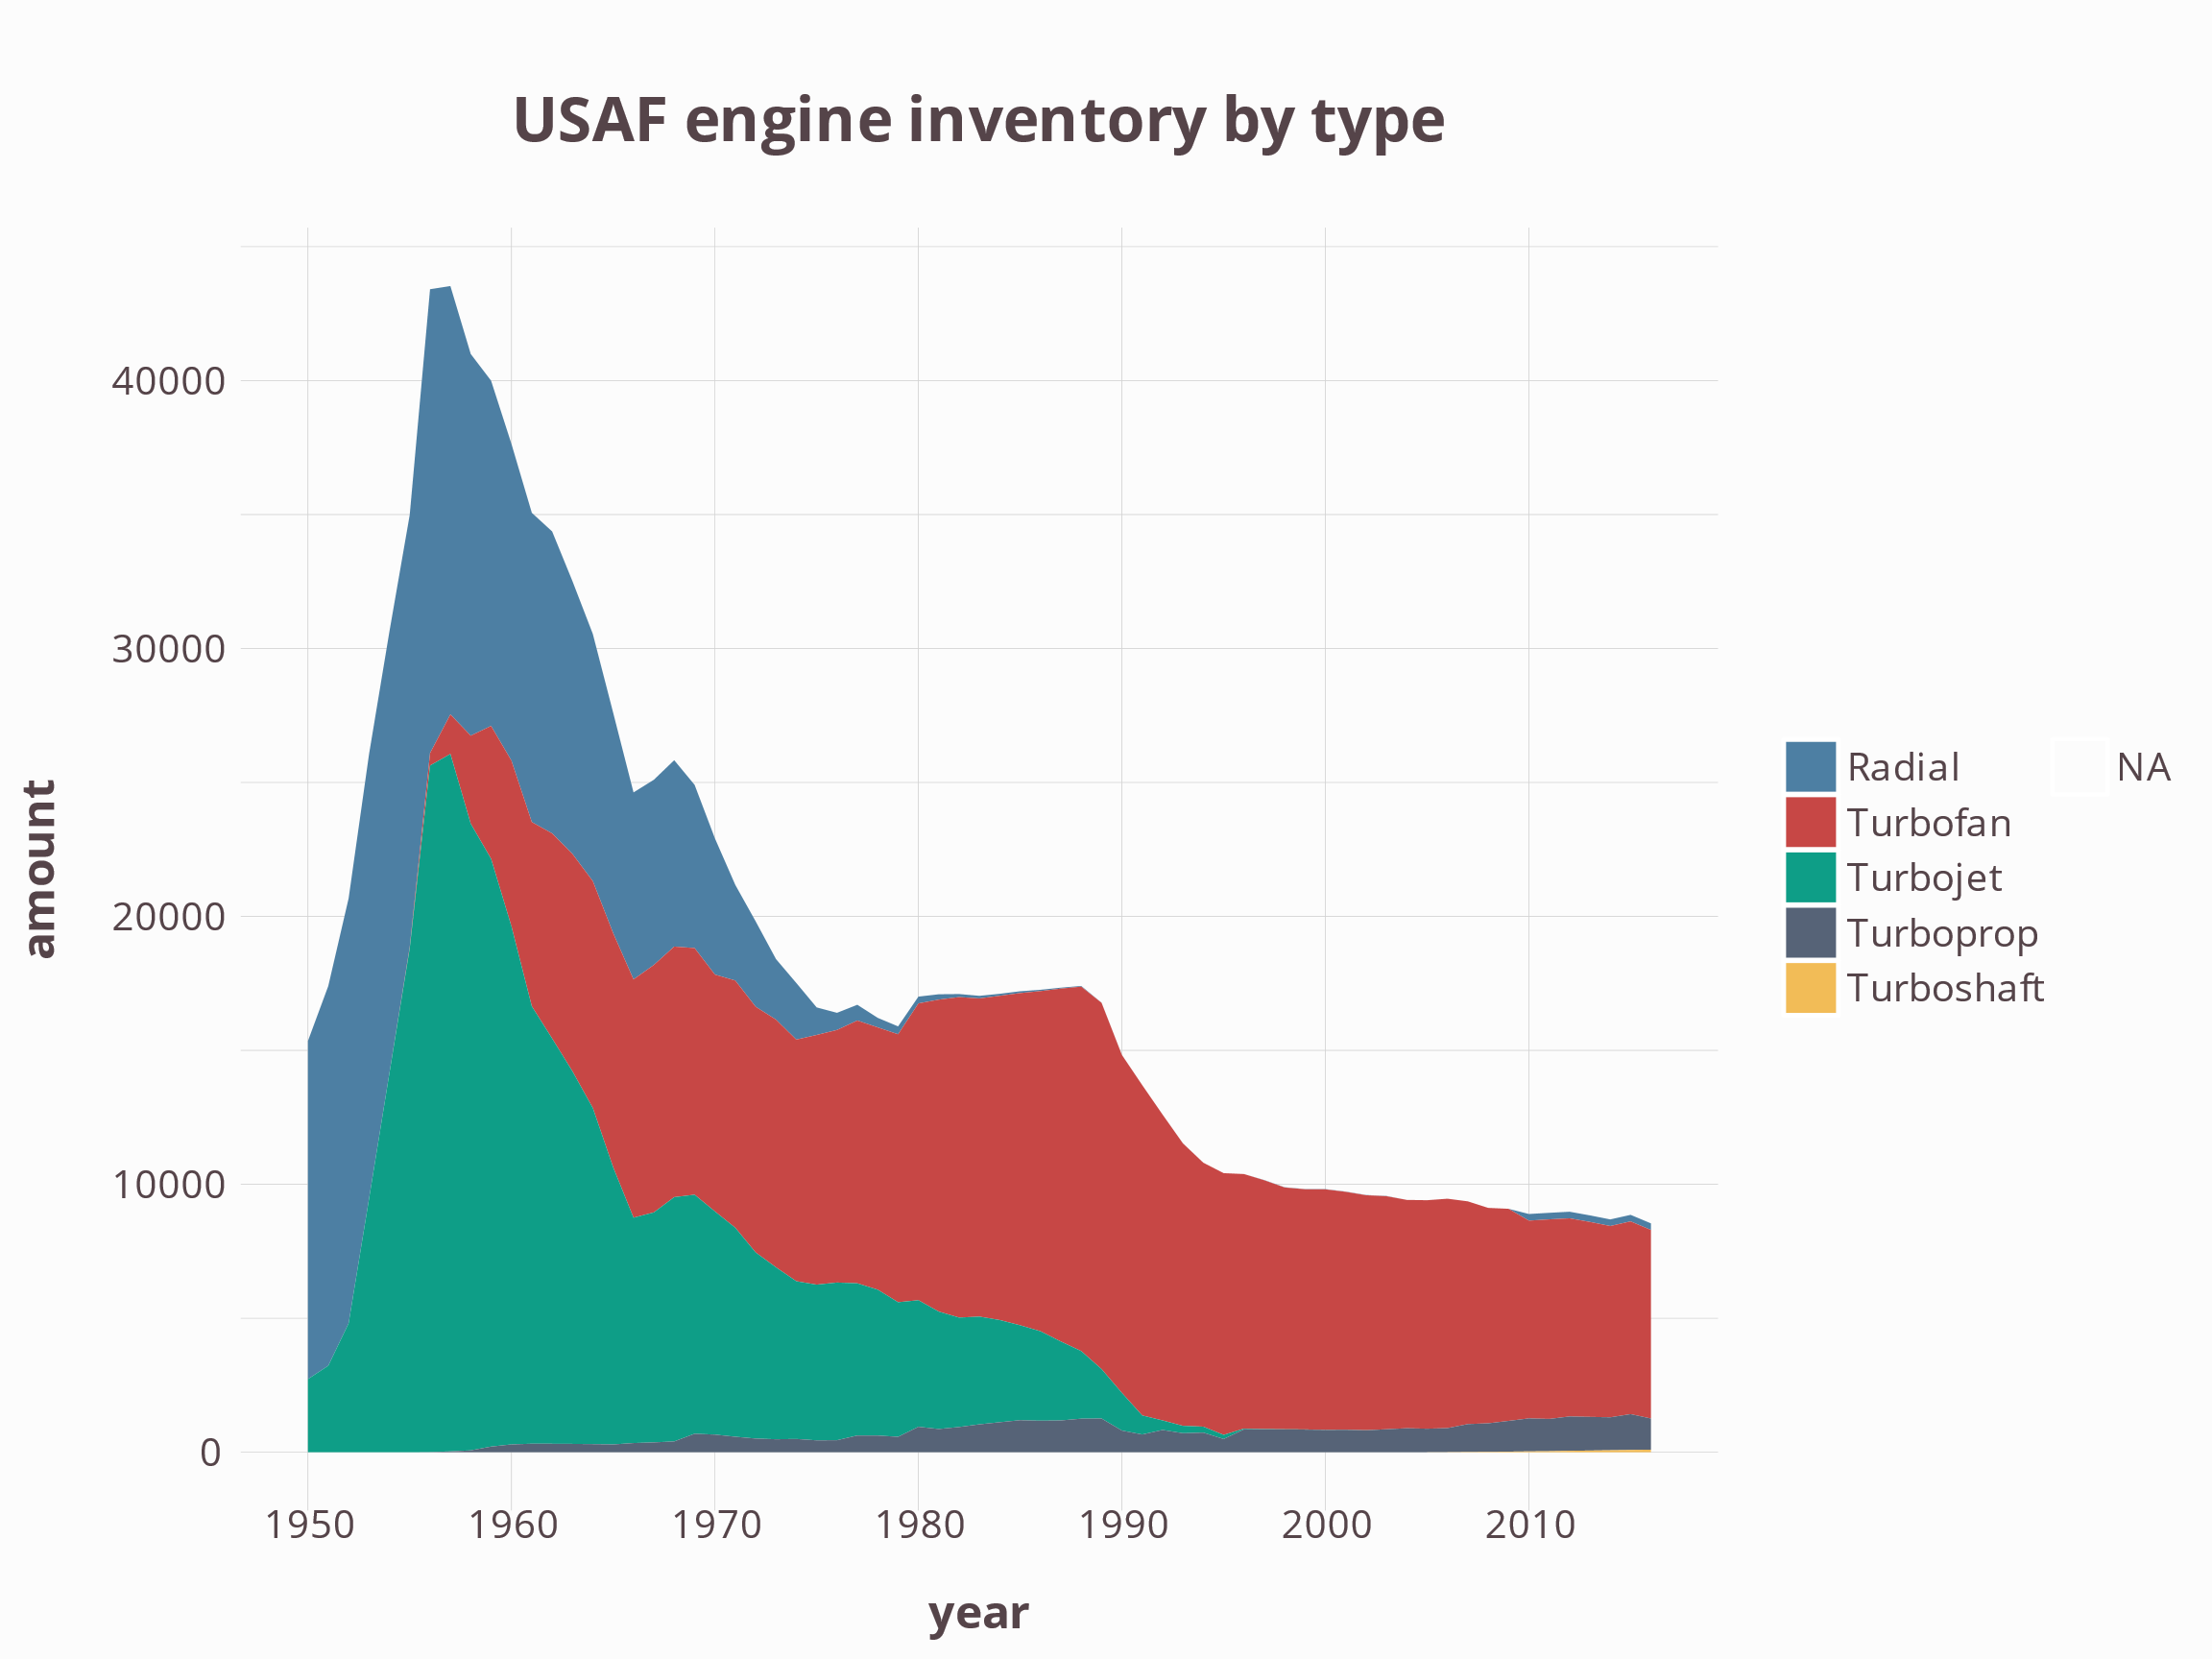 USAF engine inventory by type
amount
40000
30000
20000
10000
0
1950 1960 1970 1980 1990 2000 2010
year
Radial NA
Turbofan
Turbojet
Turboprop
Turboshaft